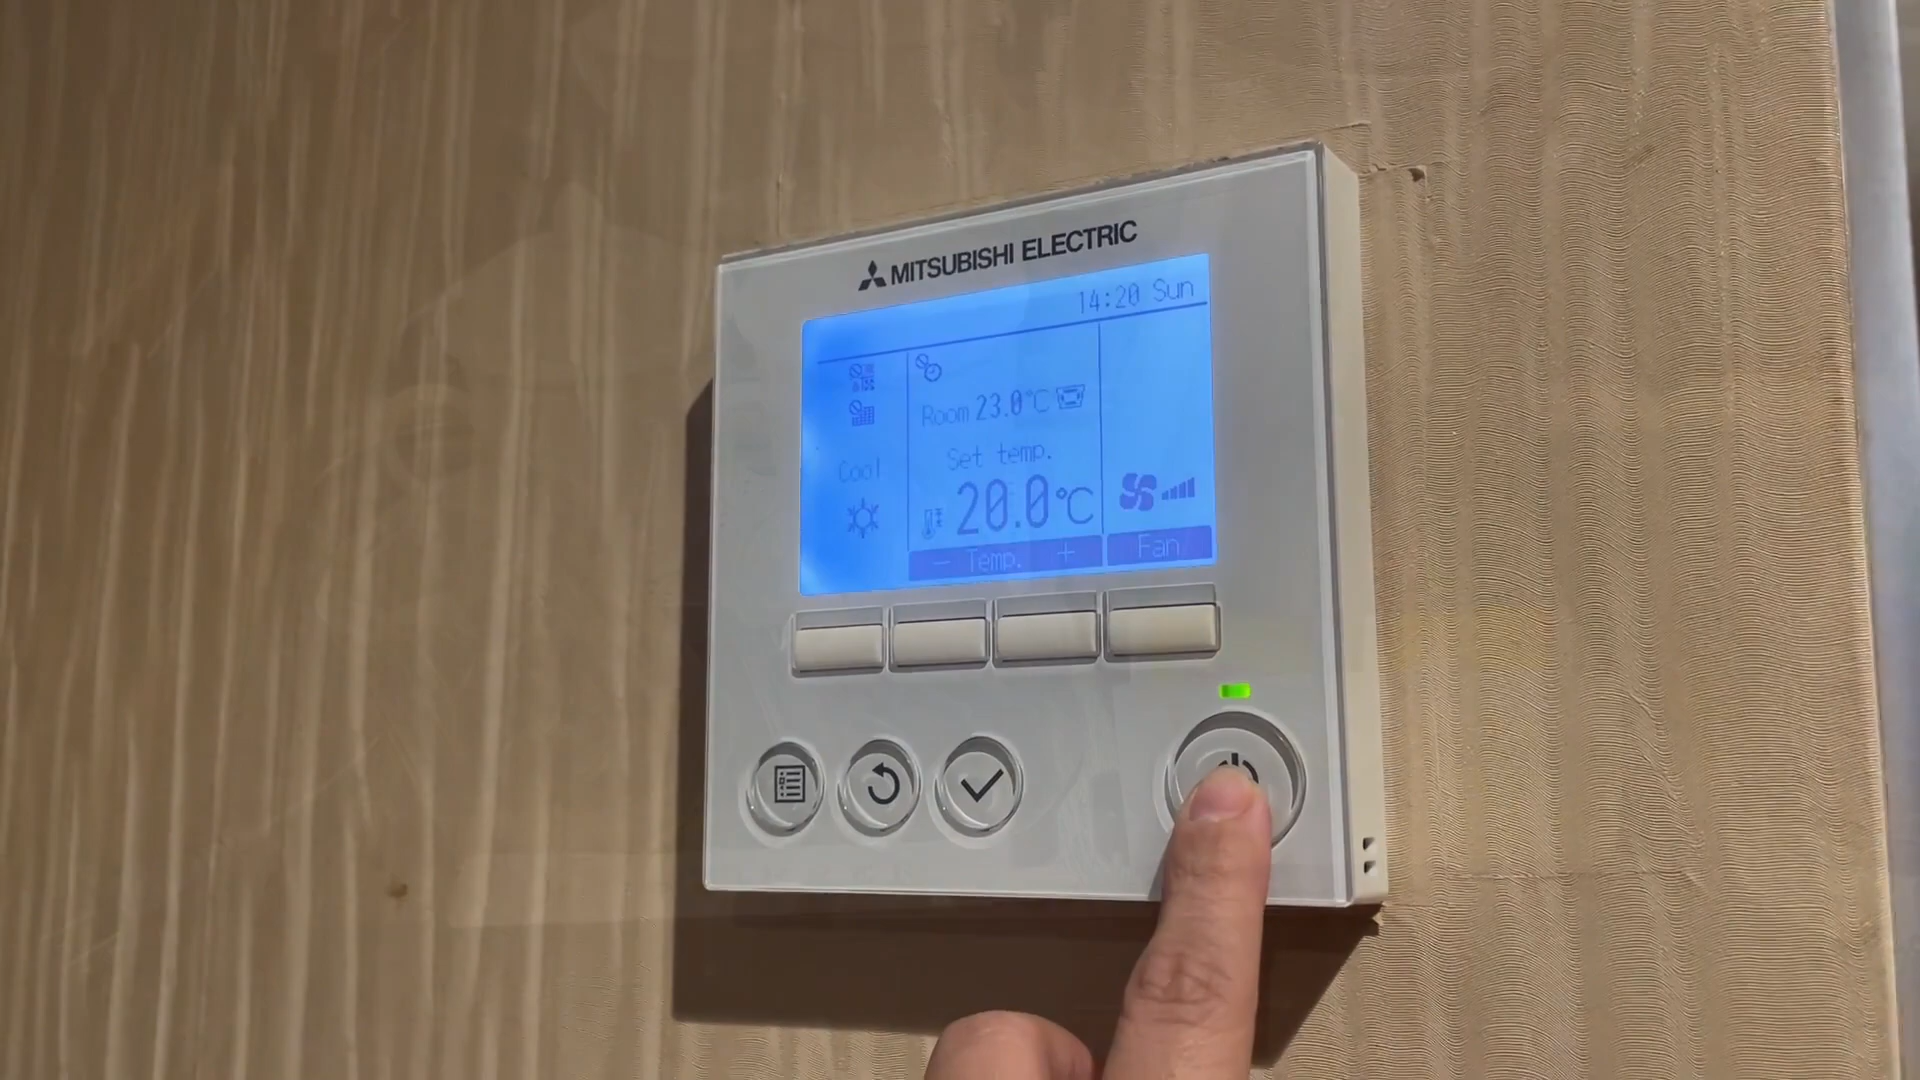 MITSUBISHI ELECTRIC
14:20 Sun
Room 23.0°C
Cool
Set temp.
20.0°C
− Temp. +
Fan